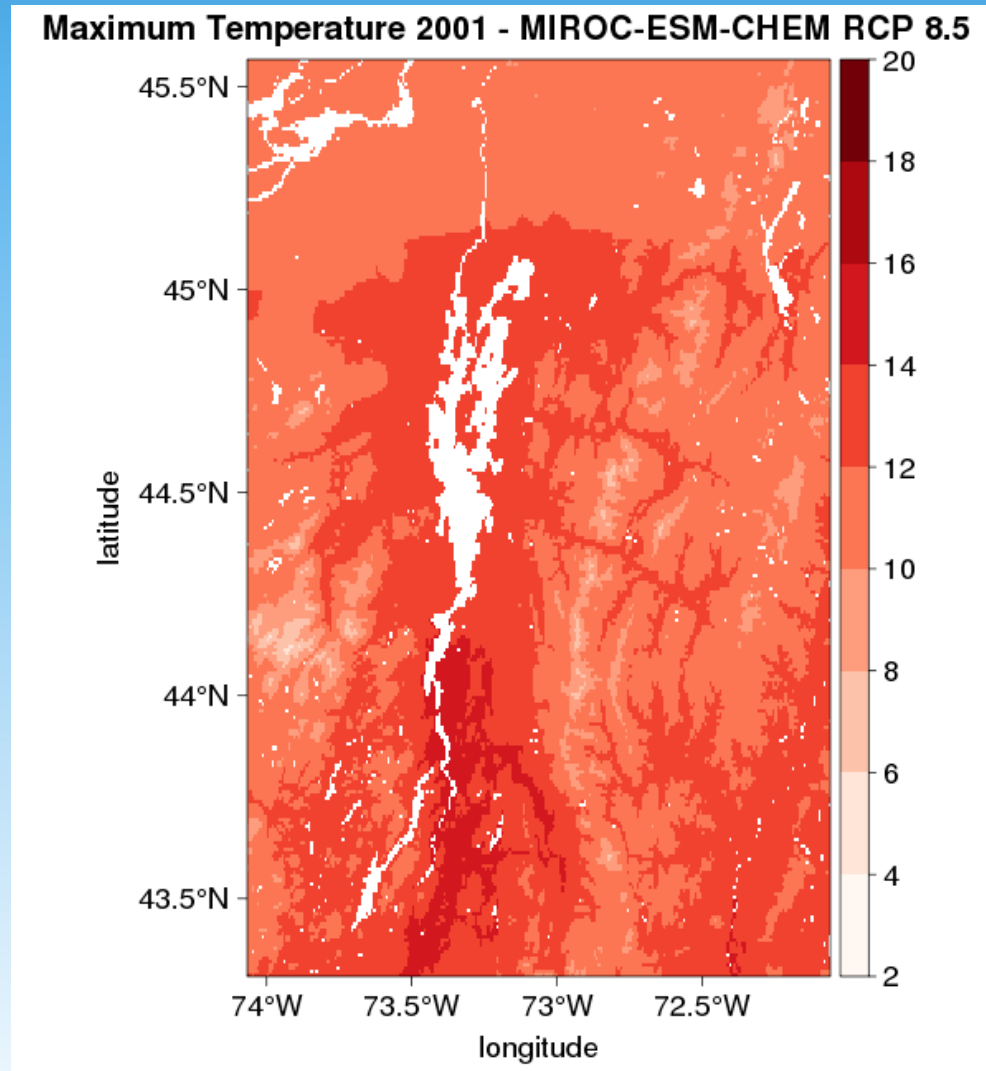 Maximum Temperature 2001 - MIROC-ESM-CHEM RCP 8.5
20
45.5°N
18
16
45°N
14
12
44.5°N
latitude
10
8
44°N
6
4
43.5°N
2
74°W 73.5°W 73°W 72.5°W
longitude